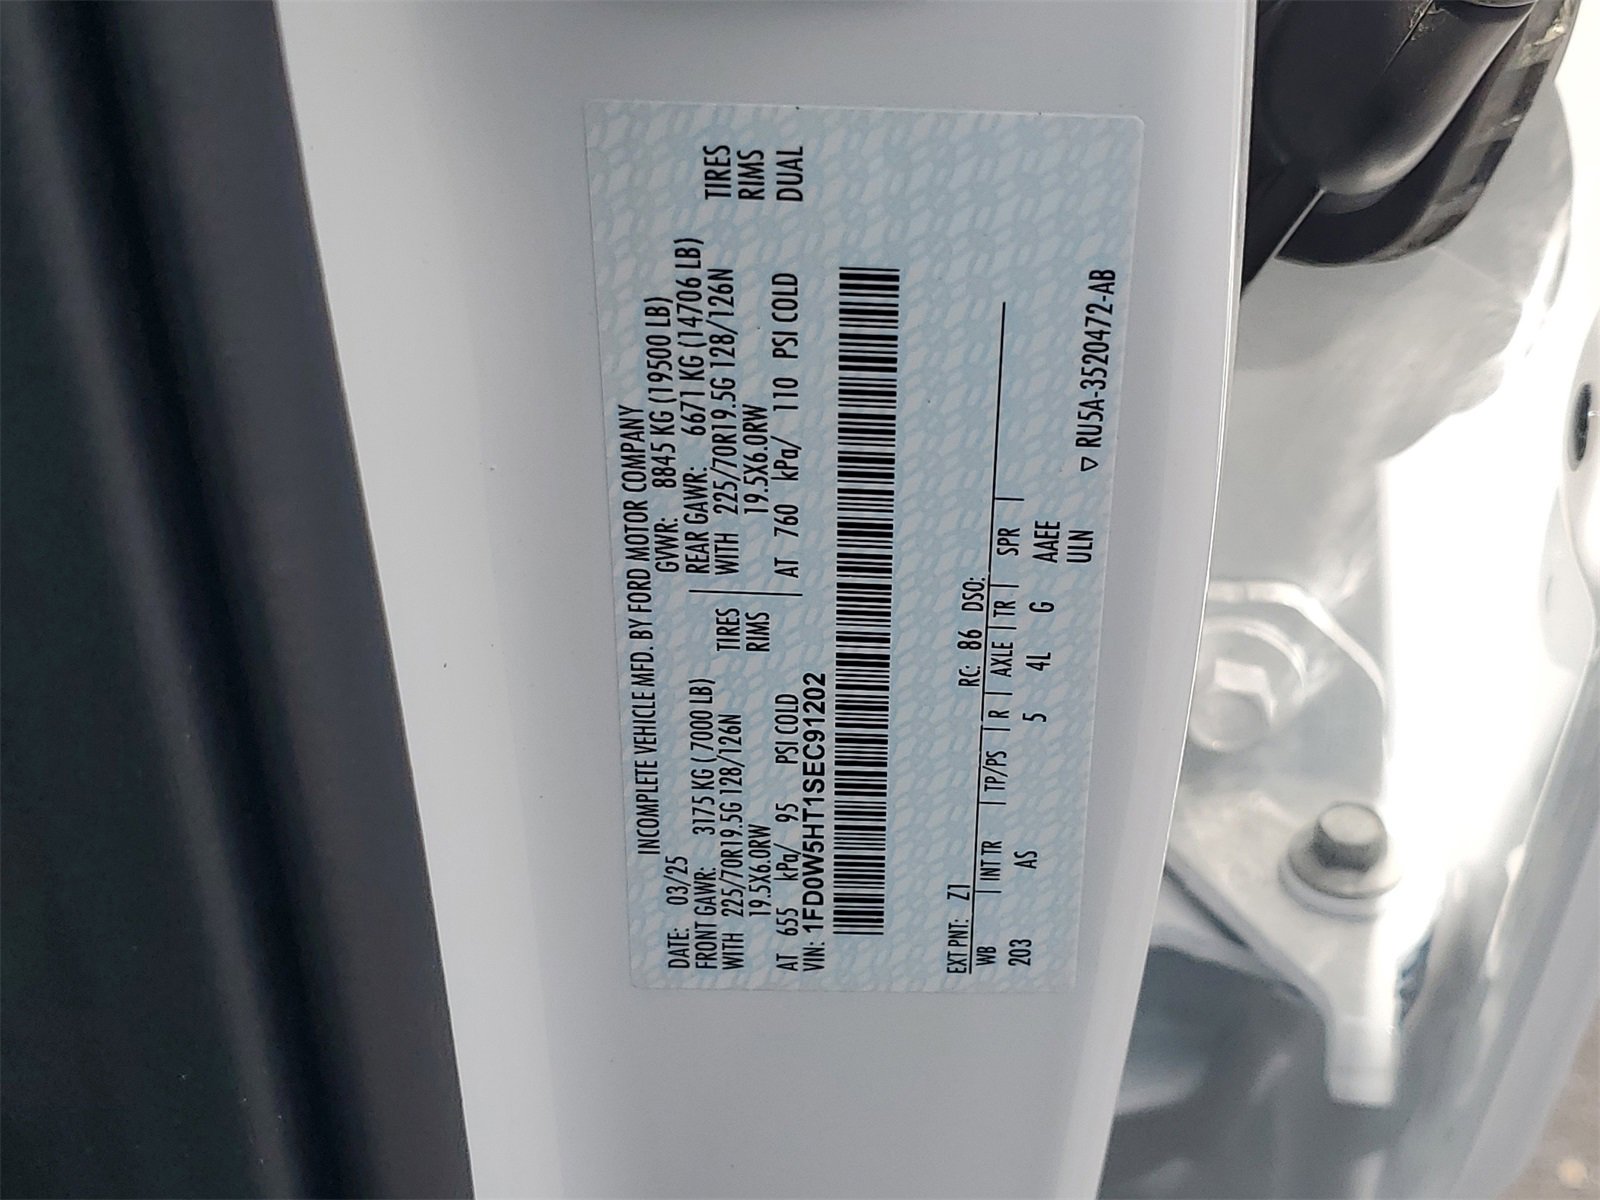 INCOMPLETE VEHICLE MFD. BY FORD MOTOR COMPANY
DATE: 03/25 GVWR: 8845 KG (19500 LB)
FRONT GAWR: 3175 KG ( 7000 LB) REAR GAWR: 6671 KG (14706 LB)
WITH 225/70R19.5G 128/126N TIRES WITH 225/70R19.5G 128/126N TIRES
19.5X6.0RW RIMS 19.5X6.0RW RIMS
AT 655 kPa/ 95 PSI COLD AT 760 kPa/ 110 PSI COLD DUAL
VIN: 1FD0W5HT1SEC91202
EXT PNT: Z1 RC: 86 DSO:
WB | INT TR | TP/PS | R | AXLE | TR | SPR |
203 AS 5 4L G AAEE
ULN
▽ RU5A-3520472-AB